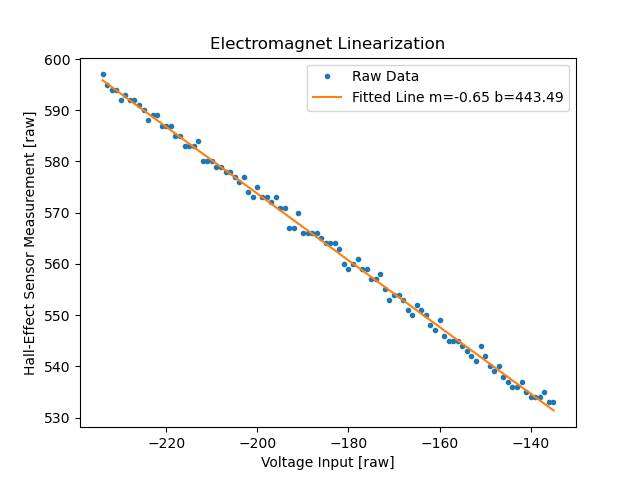 Electromagnet Linearization
Raw Data
Fitted Line m=-0.65 b=443.49
Hall-Effect Sensor Measurement [raw]
600
590
580
570
560
550
540
530
−220
−200
−180
−160
−140
Voltage Input [raw]